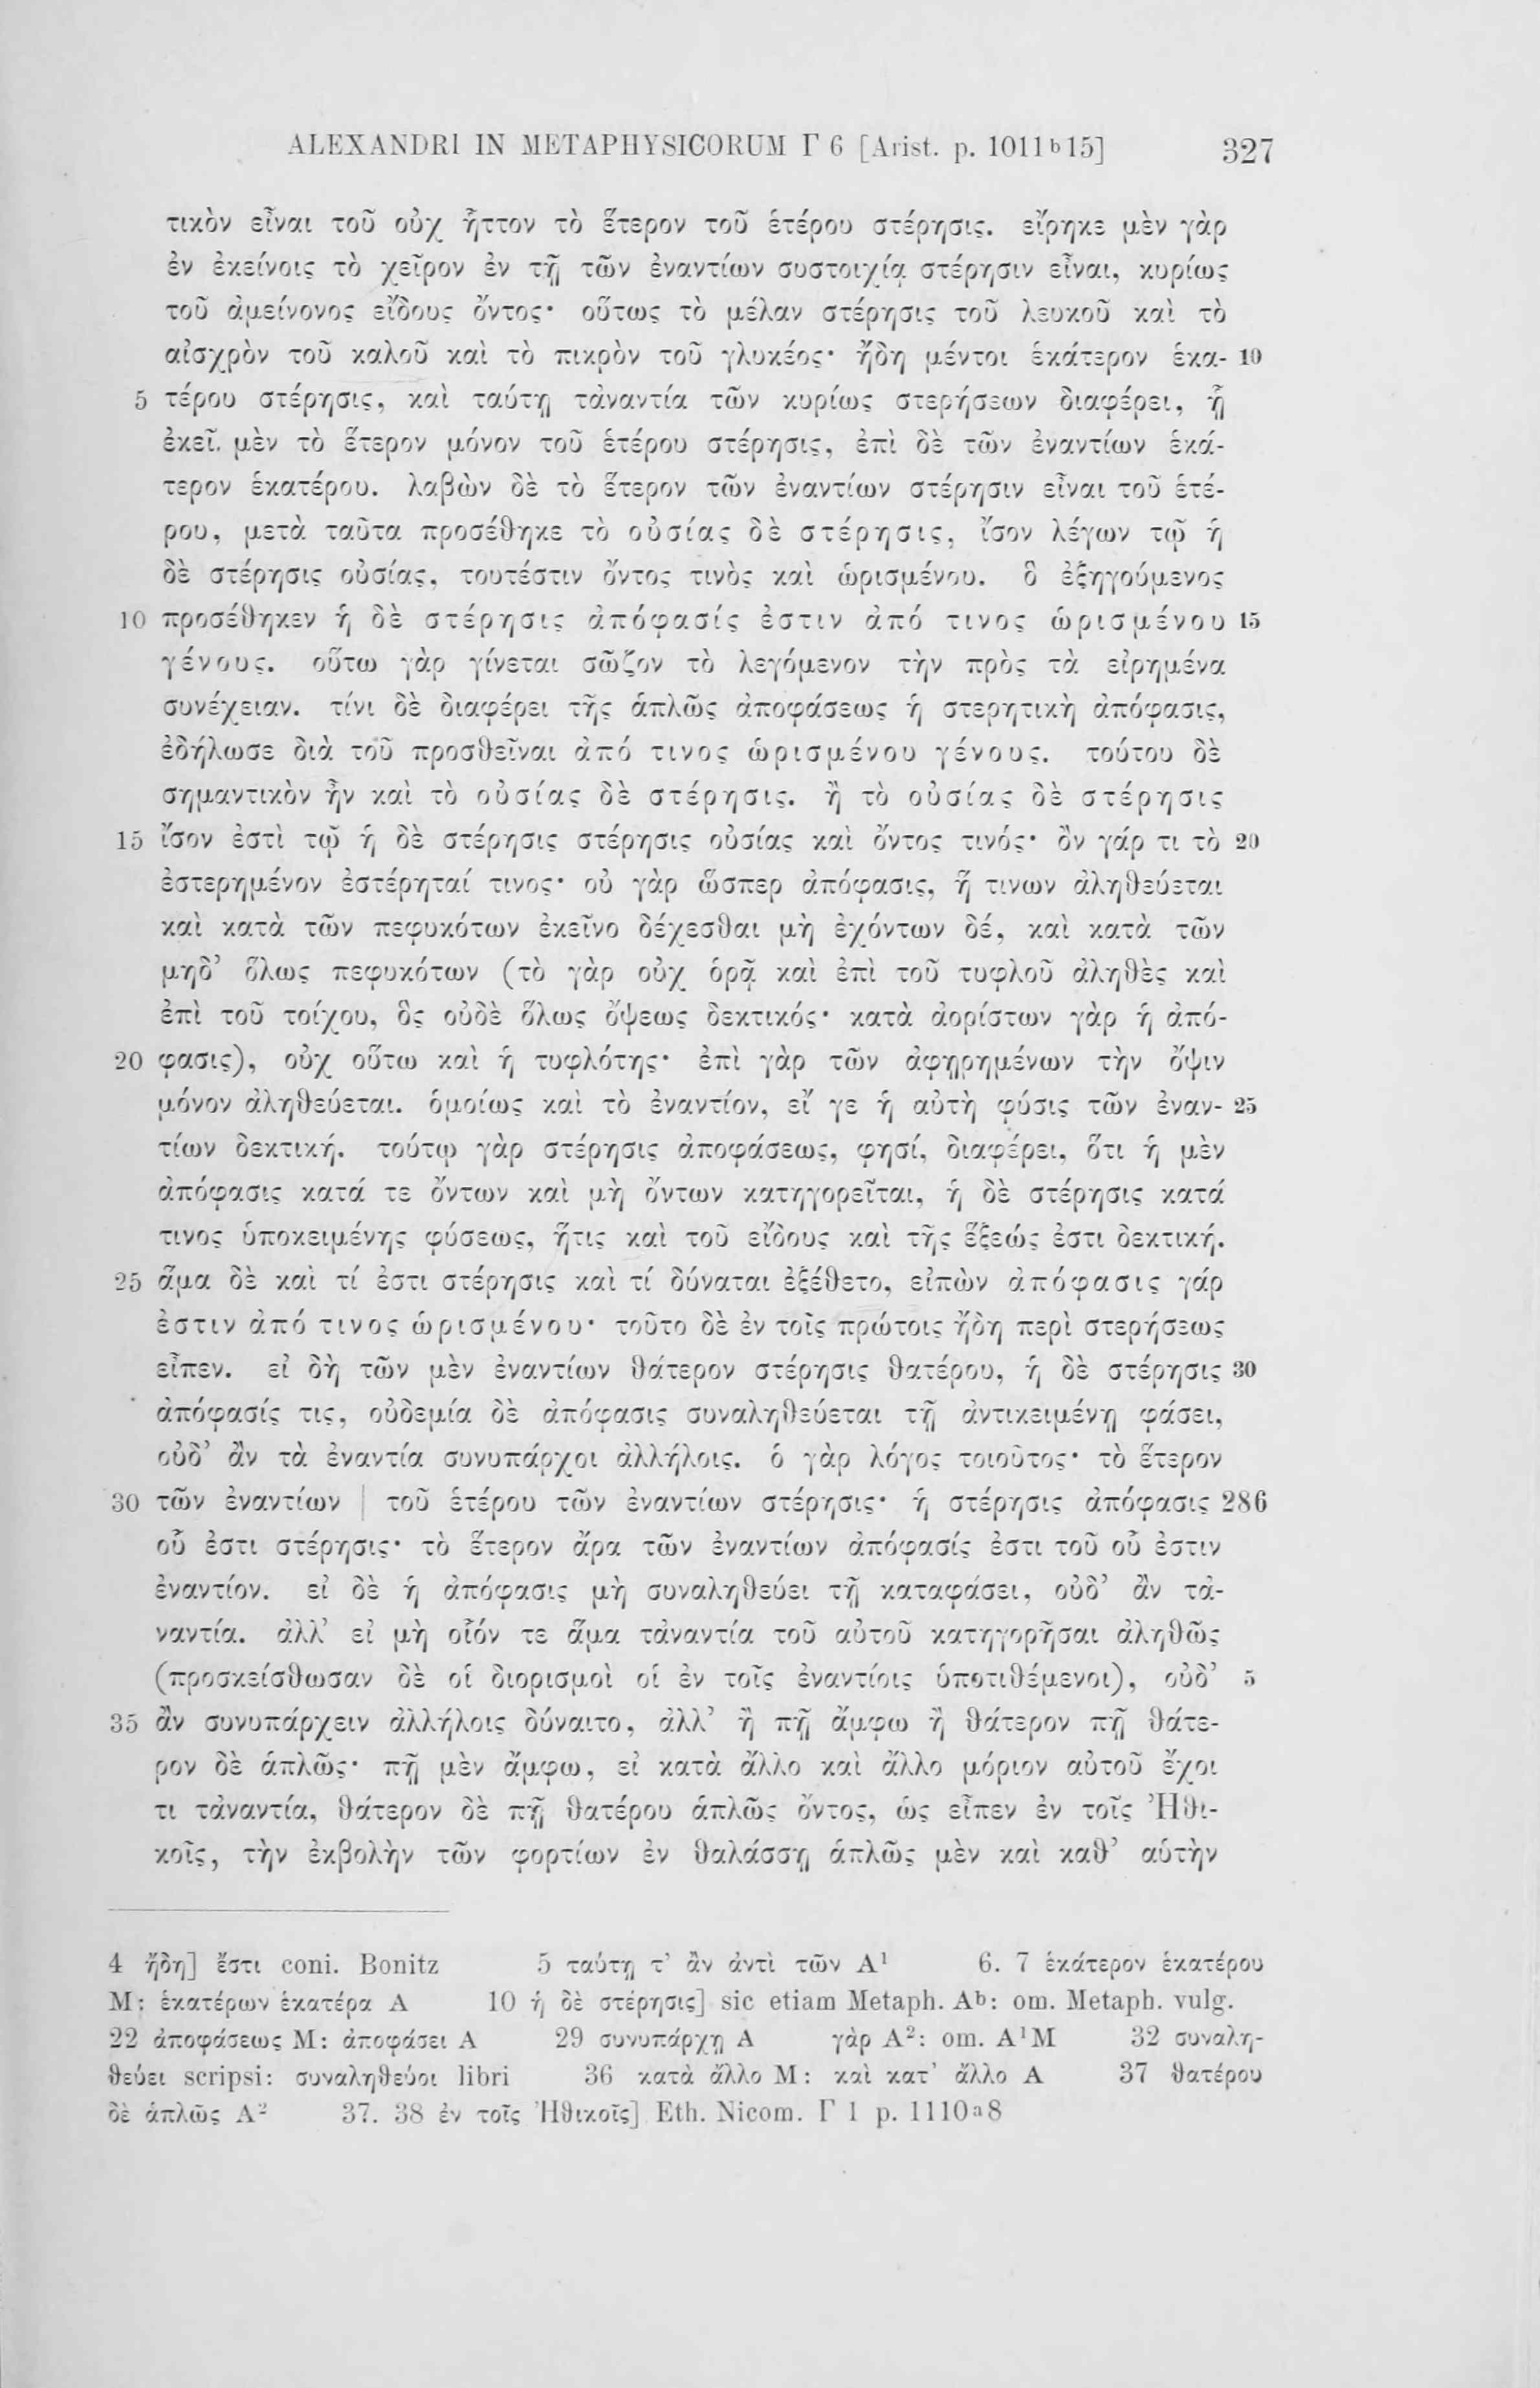 ALEXANDRI IN METAPHYSICORUM Γ 6 [Arist. p. 1011b15] 327
τικὸν εἶναι τοῦ οὐχ ἧττον τὸ ἕτερον τοῦ ἑτέρου στέρησις. εἴρηκε μὲν γὰρ
ἐν ἐκείνοις τὸ χεῖρον ἐν τῇ τῶν ἐναντίων συστοιχίᾳ στέρησιν εἶναι, κυρίως
τοῦ ἀμείνονος εἴδους ὄντος· οὕτως τὸ μέλαν στέρησις τοῦ λευκοῦ καὶ τὸ
αἰσχρὸν τοῦ καλοῦ καὶ τὸ πικρὸν τοῦ γλυκέος· ἤδη μέντοι ἑκάτερον ἑκα- 10
5 τέρου στέρησις, καὶ ταύτῃ τἀναντία τῶν κυρίως στερήσεων διαφέρει, ᾗ
ἐκεῖ. μὲν τὸ ἕτερον μόνον τοῦ ἑτέρου στέρησις, ἐπὶ δὲ τῶν ἐναντίων ἑκά-
τερον ἑκατέρου. λαβὼν δὲ τὸ ἕτερον τῶν ἐναντίων στέρησιν εἶναι τοῦ ἑτέ-
ρου, μετὰ ταῦτα προσέθηκε τὸ οὐσίας δὲ στέρησις, ἴσον λέγων τῷ ἡ
δὲ στέρησις οὐσίας, τουτέστιν ὄντος τινὸς καὶ ὡρισμένου. ὃ ἐξηγούμενος
10 προσέθηκεν ἡ δὲ στέρησις ἀπόφασίς ἐστιν ἀπό τινος ὡρισμένου 15
γένους. οὕτω γὰρ γίνεται σῶζον τὸ λεγόμενον τὴν πρὸς τὰ εἰρημένα
συνέχειαν. τίνι δὲ διαφέρει τῆς ἁπλῶς ἀποφάσεως ἡ στερητικὴ ἀπόφασις,
ἐδήλωσε διὰ τοῦ προσθεῖναι ἀπό τινος ὡρισμένου γένους. τούτου δὲ
σημαντικὸν ἦν καὶ τὸ οὐσίας δὲ στέρησις. ἢ τὸ οὐσίας δὲ στέρησις
15 ἴσον ἐστὶ τῷ ἡ δὲ στέρησις στέρησις οὐσίας καὶ ὄντος τινός· ὂν γάρ τι τὸ 20
ἐστερημένον ἐστέρηταί τινος· οὐ γὰρ ὥσπερ ἀπόφασις, ἥ τινων ἀληθεύεται
καὶ κατὰ τῶν πεφυκότων ἐκεῖνο δέχεσθαι μὴ ἐχόντων δέ, καὶ κατὰ τῶν
μηδ’ ὅλως πεφυκότων (τὸ γὰρ οὐχ ὁρᾷ καὶ ἐπὶ τοῦ τυφλοῦ ἀληθὲς καὶ
ἐπὶ τοῦ τοίχου, ὃς οὐδὲ ὅλως ὄψεως δεκτικός· κατὰ ἀορίστων γὰρ ἡ ἀπό-
20 φασις), οὐχ οὕτω καὶ ἡ τυφλότης· ἐπὶ γὰρ τῶν ἀφῃρημένων τὴν ὄψιν
μόνον ἀληθεύεται. ὁμοίως καὶ τὸ ἐναντίον, εἴ γε ἡ αὐτὴ φύσις τῶν ἐναν- 25
τίων δεκτική. τούτῳ γὰρ στέρησις ἀποφάσεως, φησί, διαφέρει, ὅτι ἡ μὲν
ἀπόφασις κατά τε ὄντων καὶ μὴ ὄντων κατηγορεῖται, ἡ δὲ στέρησις κατά
τινος ὑποκειμένης φύσεως, ἥτις καὶ τοῦ εἴδους καὶ τῆς ἕξεώς ἐστι δεκτική.
25 ἅμα δὲ καὶ τί ἐστι στέρησις καὶ τί δύναται ἐξέθετο, εἰπὼν ἀπόφασις γάρ
ἐστιν ἀπό τινος ὡρισμένου· τοῦτο δὲ ἐν τοῖς πρώτοις ἤδη περὶ στερήσεως
εἶπεν. εἰ δὴ τῶν μὲν ἐναντίων θάτερον στέρησις θατέρου, ἡ δὲ στέρησις 30
ἀπόφασίς τις, οὐδεμία δὲ ἀπόφασις συναληθεύεται τῇ ἀντικειμένῃ φάσει,
οὐδ’ ἂν τὰ ἐναντία συνυπάρχοι ἀλλήλοις. ὁ γὰρ λόγος τοιοῦτος· τὸ ἕτερον
30 τῶν ἐναντίων | τοῦ ἑτέρου τῶν ἐναντίων στέρησις· ἡ στέρησις ἀπόφασις 286
οὗ ἐστι στέρησις· τὸ ἕτερον ἄρα τῶν ἐναντίων ἀπόφασίς ἐστι τοῦ οὗ ἐστιν
ἐναντίον. εἰ δὲ ἡ ἀπόφασις μὴ συναληθεύει τῇ καταφάσει, οὐδ’ ἂν τἀ-
ναντία. ἀλλ’ εἰ μὴ οἷόν τε ἅμα τἀναντία τοῦ αὐτοῦ κατηγορῆσαι ἀληθῶς
(προσκείσθωσαν δὲ οἱ διορισμοὶ οἱ ἐν τοῖς ἐναντίοις ὑποτιθέμενοι), οὐδ’ 5
35 ἂν συνυπάρχειν ἀλλήλοις δύναιτο, ἀλλ’ ἢ πῇ ἄμφω ἢ θάτερον πῇ θάτε-
ρον δὲ ἁπλῶς· πῇ μὲν ἄμφω, εἰ κατὰ ἄλλο καὶ ἄλλο μόριον αὐτοῦ ἔχοι
τι τἀναντία, θάτερον δὲ πῇ θατέρου ἁπλῶς ὄντος, ὡς εἶπεν ἐν τοῖς Ἠθι-
κοῖς, τὴν ἐκβολὴν τῶν φορτίων ἐν θαλάσσῃ ἁπλῶς μὲν καὶ καθ’ αὑτὴν
4 ἤδη] ἔστι coni. Bonitz 5 ταύτῃ τ’ ἂν ἀντὶ τῶν A¹ 6. 7 ἑκάτερον ἑκατέρου
M: ἑκατέρων ἑκατέρα A 10 ἡ δὲ στέρησις] sic etiam Metaph. Aᵇ: om. Metaph. vulg.
22 ἀποφάσεως M: ἀποφάσει A 29 συνυπάρχῃ A γὰρ A²: om. A¹M 32 συναλη-
θεύει scripsi: συναληθεύοι libri 36 κατὰ ἄλλο M: καὶ κατ’ ἄλλο A 37 θατέρου
δὲ ἁπλῶς A² 37. 38 ἐν τοῖς Ἠθικοῖς] Eth. Nicom. Γ 1 p. 1110a8